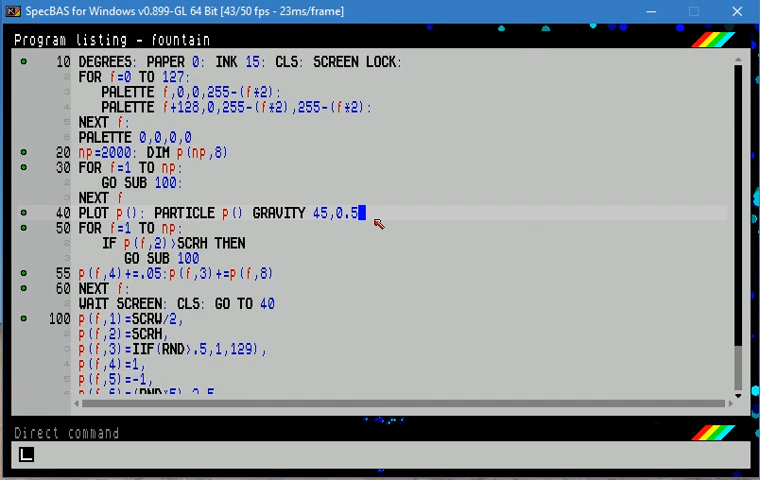 SpecBAS for Windows v0.899-GL 64 Bit [43/50 fps - 23ms/frame]
Program listing - fountain
10 DEGREES: PAPER 0: INK 15: CLS: SCREEN LOCK:
2 FOR f=0 TO 127:
3 PALETTE f,0,0,255-(f*2):
4 PALETTE f+128,0,255-(f*2),255-(f*2):
5 NEXT f:
6 PALETTE 0,0,0,0
20 np=2000: DIM p(np,8)
30 FOR f=1 TO np:
2 GO SUB 100:
3 NEXT f
40 PLOT p(): PARTICLE p() GRAVITY 45,0.5
50 FOR f=1 TO np:
2 IF p(f,2)>SCRH THEN
3 GO SUB 100
55 p(f,4)+=.05:p(f,3)+=p(f,8)
60 NEXT f:
2 WAIT SCREEN: CLS: GO TO 40
100 p(f,1)=SCRW/2,
2 p(f,2)=SCRH,
3 p(f,3)=IIF(RND>.5,1,129),
4 p(f,4)=1,
5 p(f,5)=-1,
Direct command
L